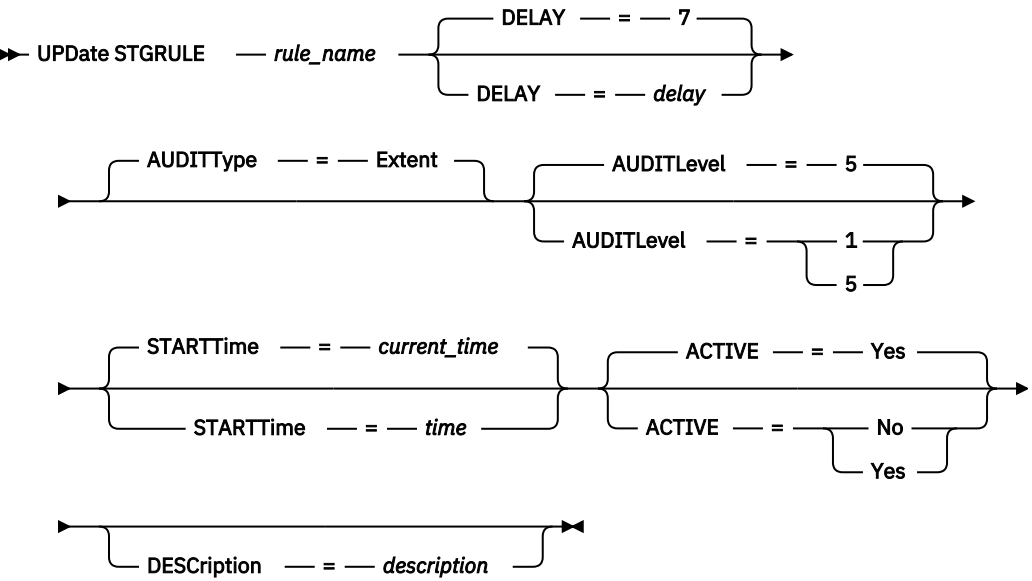 DELAY = 7
UPDate STGRULE rule_name
DELAY = delay
AUDITType = Extent
AUDITLevel = 5
AUDITLevel = 1
5
STARTTime = current_time
ACTIVE = Yes
STARTTime = time
ACTIVE = No
Yes
DESCription = description